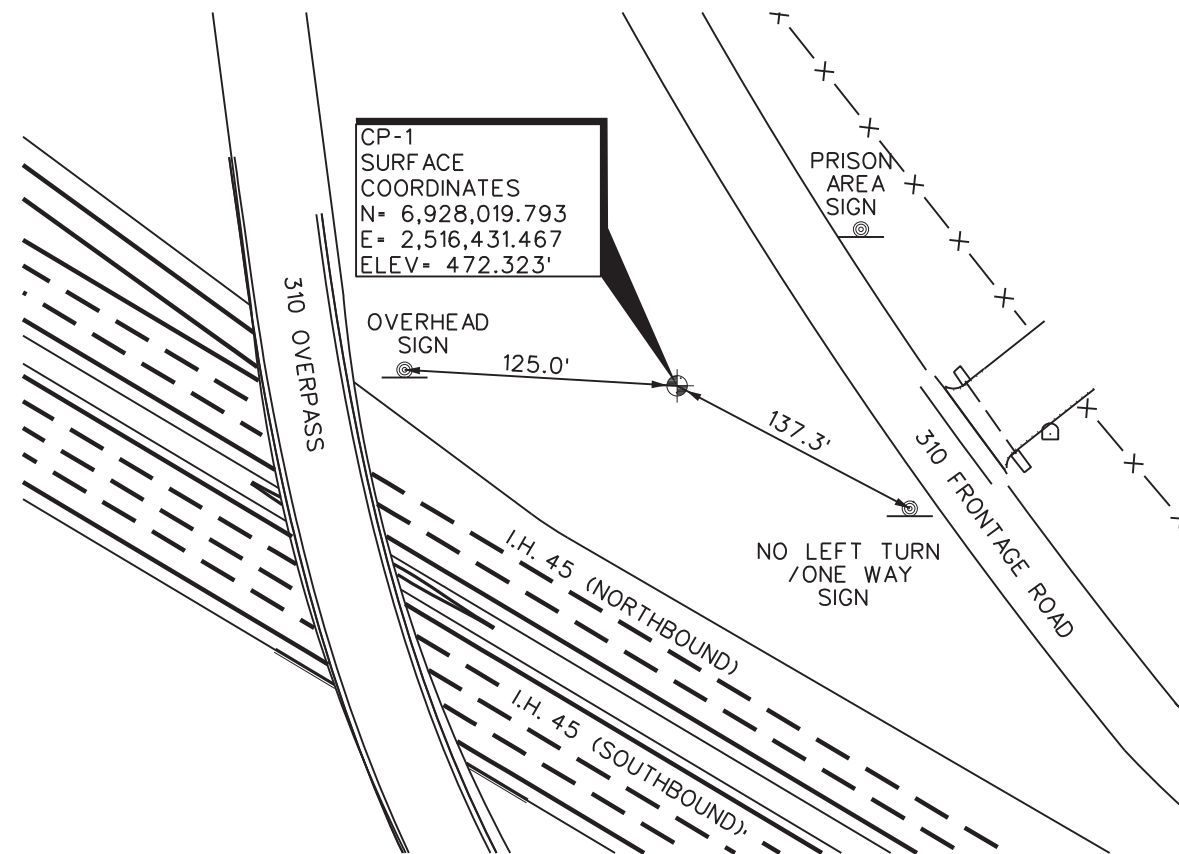 CP-1
SURFACE
COORDINATES
N= 6,928,019.793
E= 2,516,431.467
ELEV= 472.323'
PRISON
AREA
SIGN
310 OVERPASS
OVERHEAD
SIGN
125.0'
137.3'
310 FRONTAGE ROAD
NO LEFT TURN
/ONE WAY
SIGN
I.H. 45 (NORTHBOUND)
I.H. 45 (SOUTHBOUND)